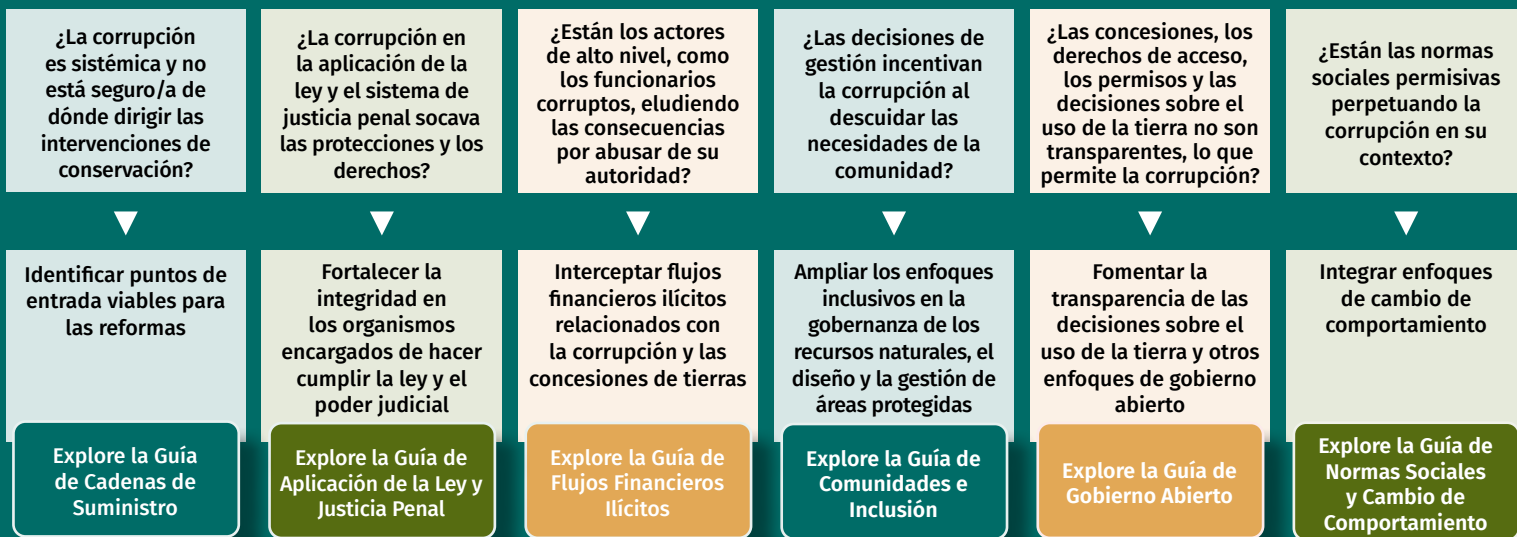 ¿La corrupción
es sistémica y no
está seguro/a de
dónde dirigir las
intervenciones de
conservación?
¿La corrupción en
la aplicación de la
ley y el sistema de
justicia penal socava
las protecciones y los
derechos?
¿Están los actores
de alto nivel, como
los funcionarios
corruptos, eludiendo
las consecuencias
por abusar de su
autoridad?
¿Las decisiones de
gestión incentivan
la corrupción al
descuidar las
necesidades de la
comunidad?
¿Las concesiones, los
derechos de acceso,
los permisos y las
decisiones sobre el
uso de la tierra no son
transparentes, lo que
permite la corrupción?
¿Están las normas
sociales permisivas
perpetuando la
corrupción en su
contexto?
Identificar puntos de
entrada viables para
las reformas
Fortalecer la
integridad en
los organismos
encargados de hacer
cumplir la ley y el
poder judicial
Interceptar flujos
financieros ilícitos
relacionados con
la corrupción y las
concesiones de tierras
Ampliar los enfoques
inclusivos en la
gobernanza de los
recursos naturales, el
diseño y la gestión de
áreas protegidas
Fomentar la
transparencia de las
decisiones sobre el
uso de la tierra y otros
enfoques de gobierno
abierto
Integrar enfoques
de cambio de
comportamiento
Explore la Guía
de Cadenas de
Suministro
Explore la Guía de
Aplicación de la Ley y
Justicia Penal
Explore la Guía de
Flujos Financieros
Ilícitos
Explore la Guía de
Comunidades e
Inclusión
Explore la Guía de
Gobierno Abierto
Explore la Guía de
Normas Sociales
y Cambio de
Comportamiento